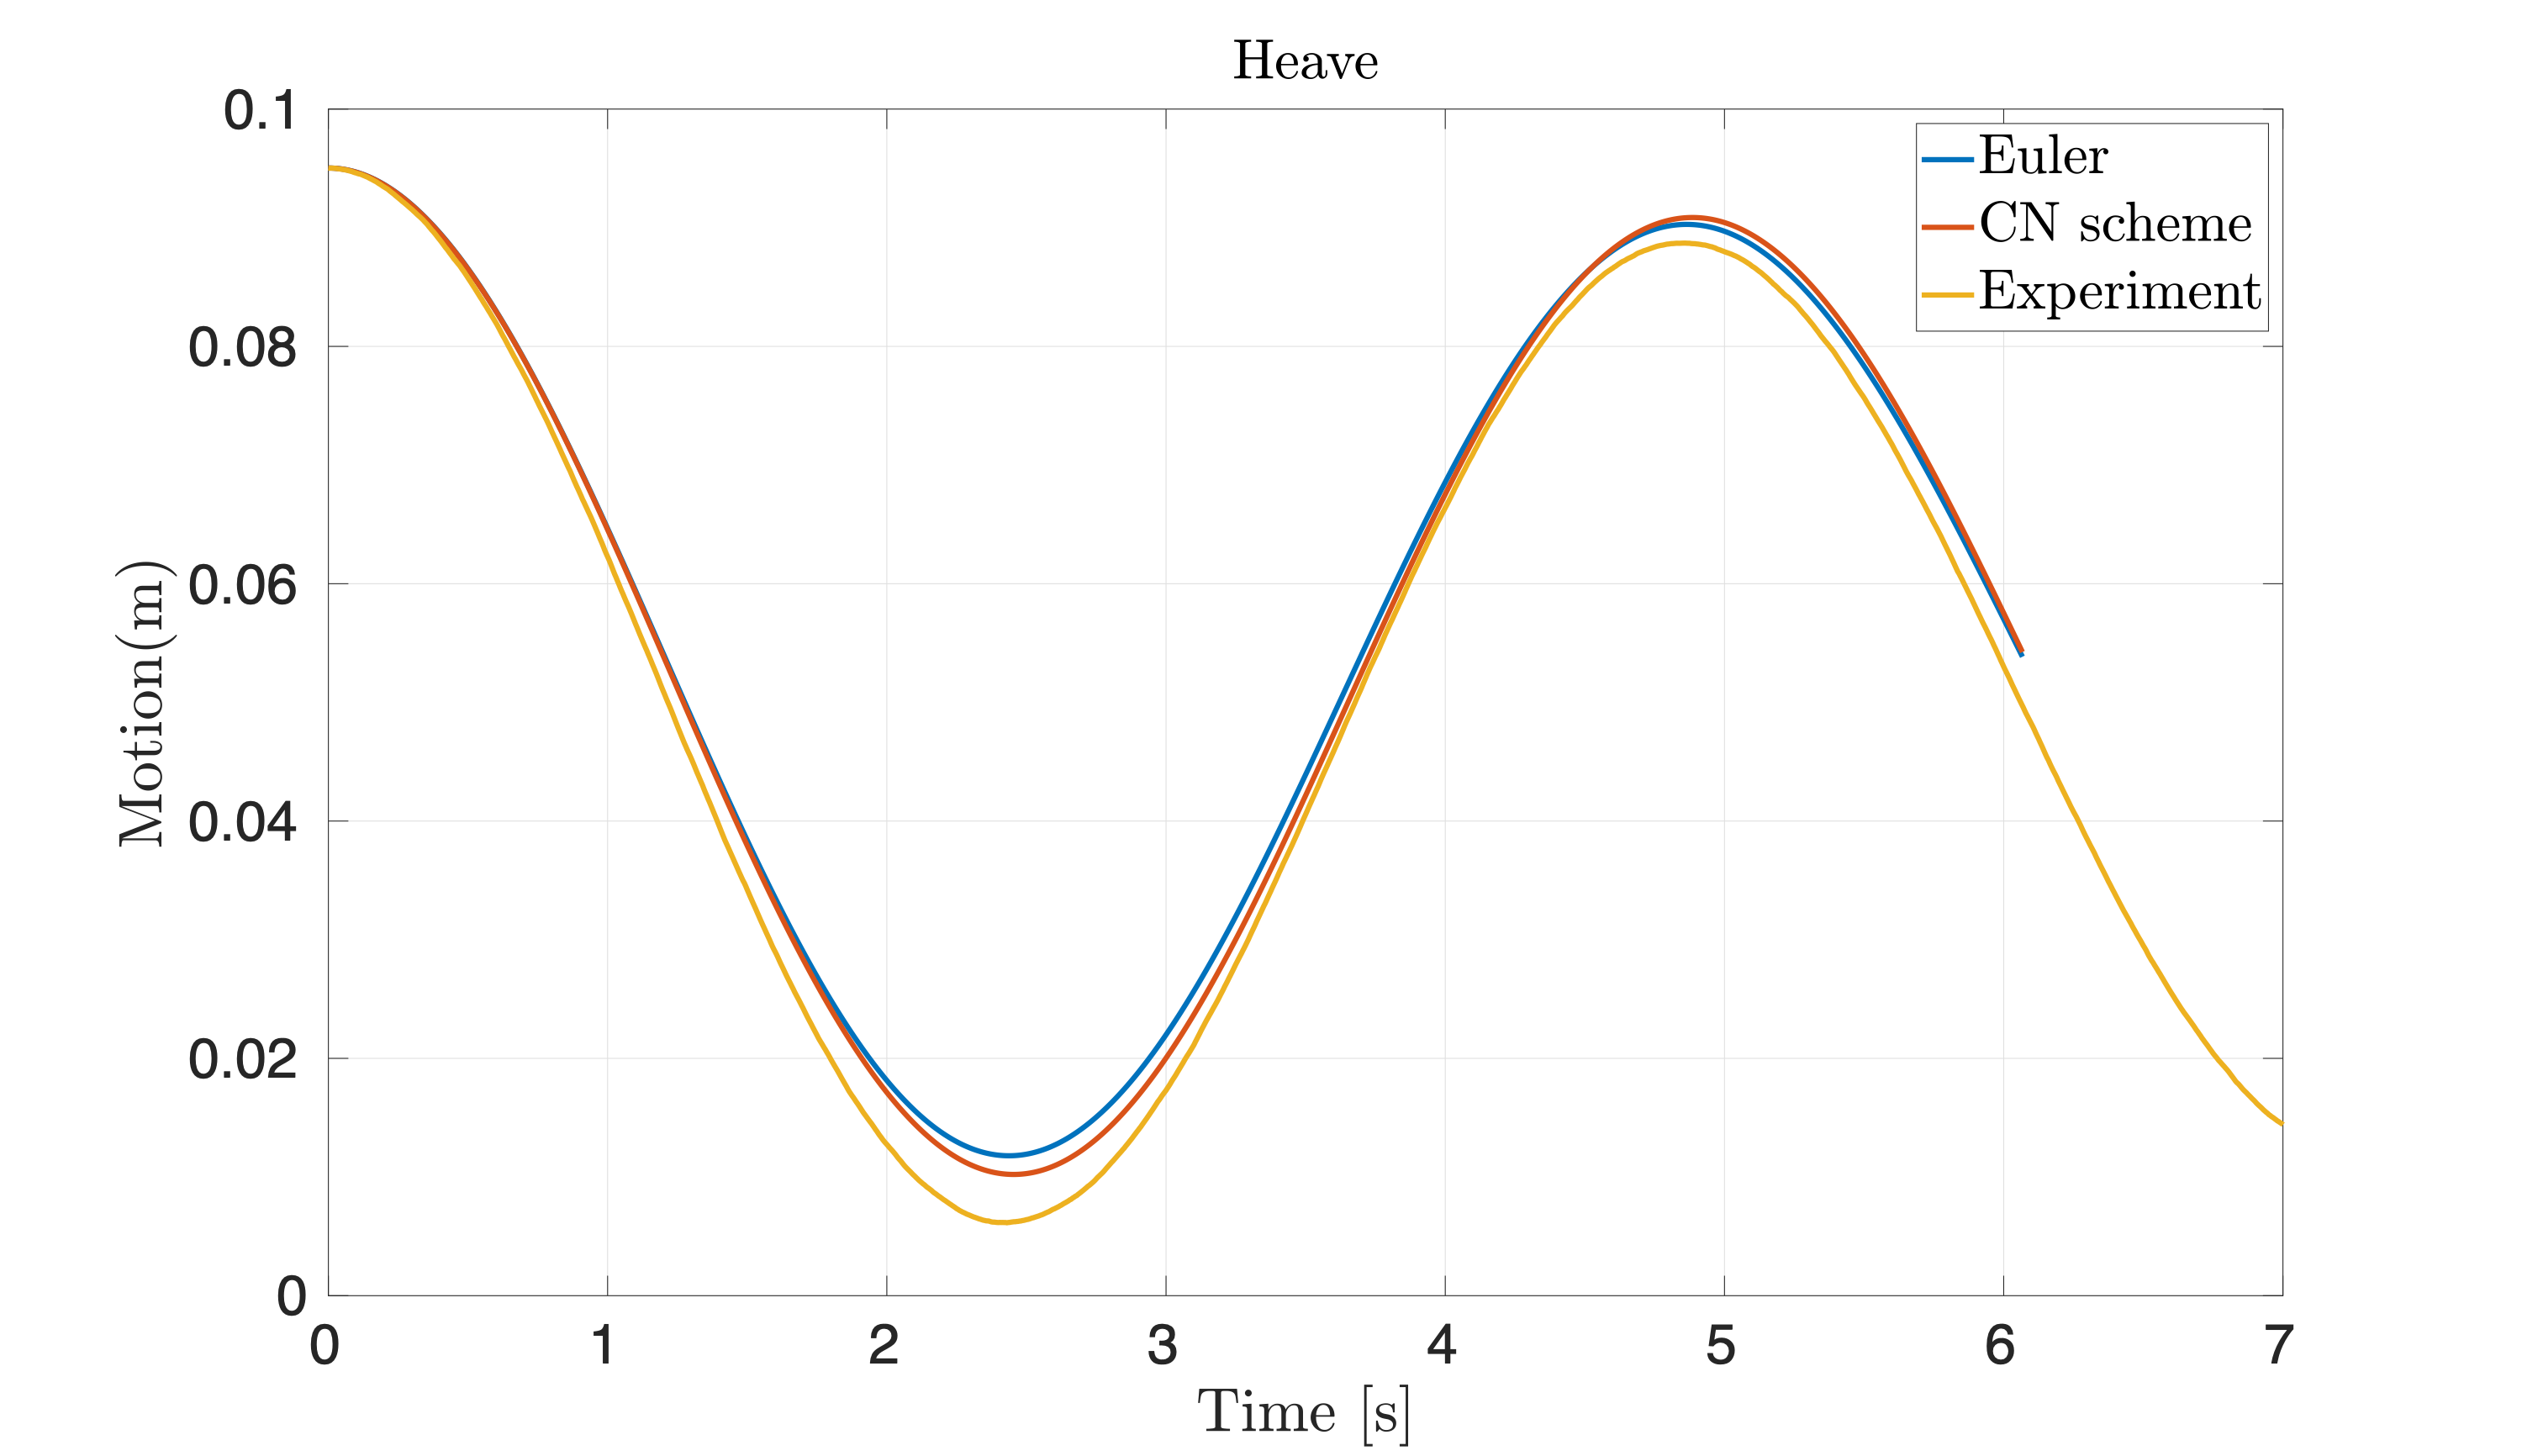 Heave
0.1
0.08
0.06
0.04
0.02
0
Motion(m)
Euler
CN scheme
Experiment
0 1 2 3 4 5 6 7
Time [s]